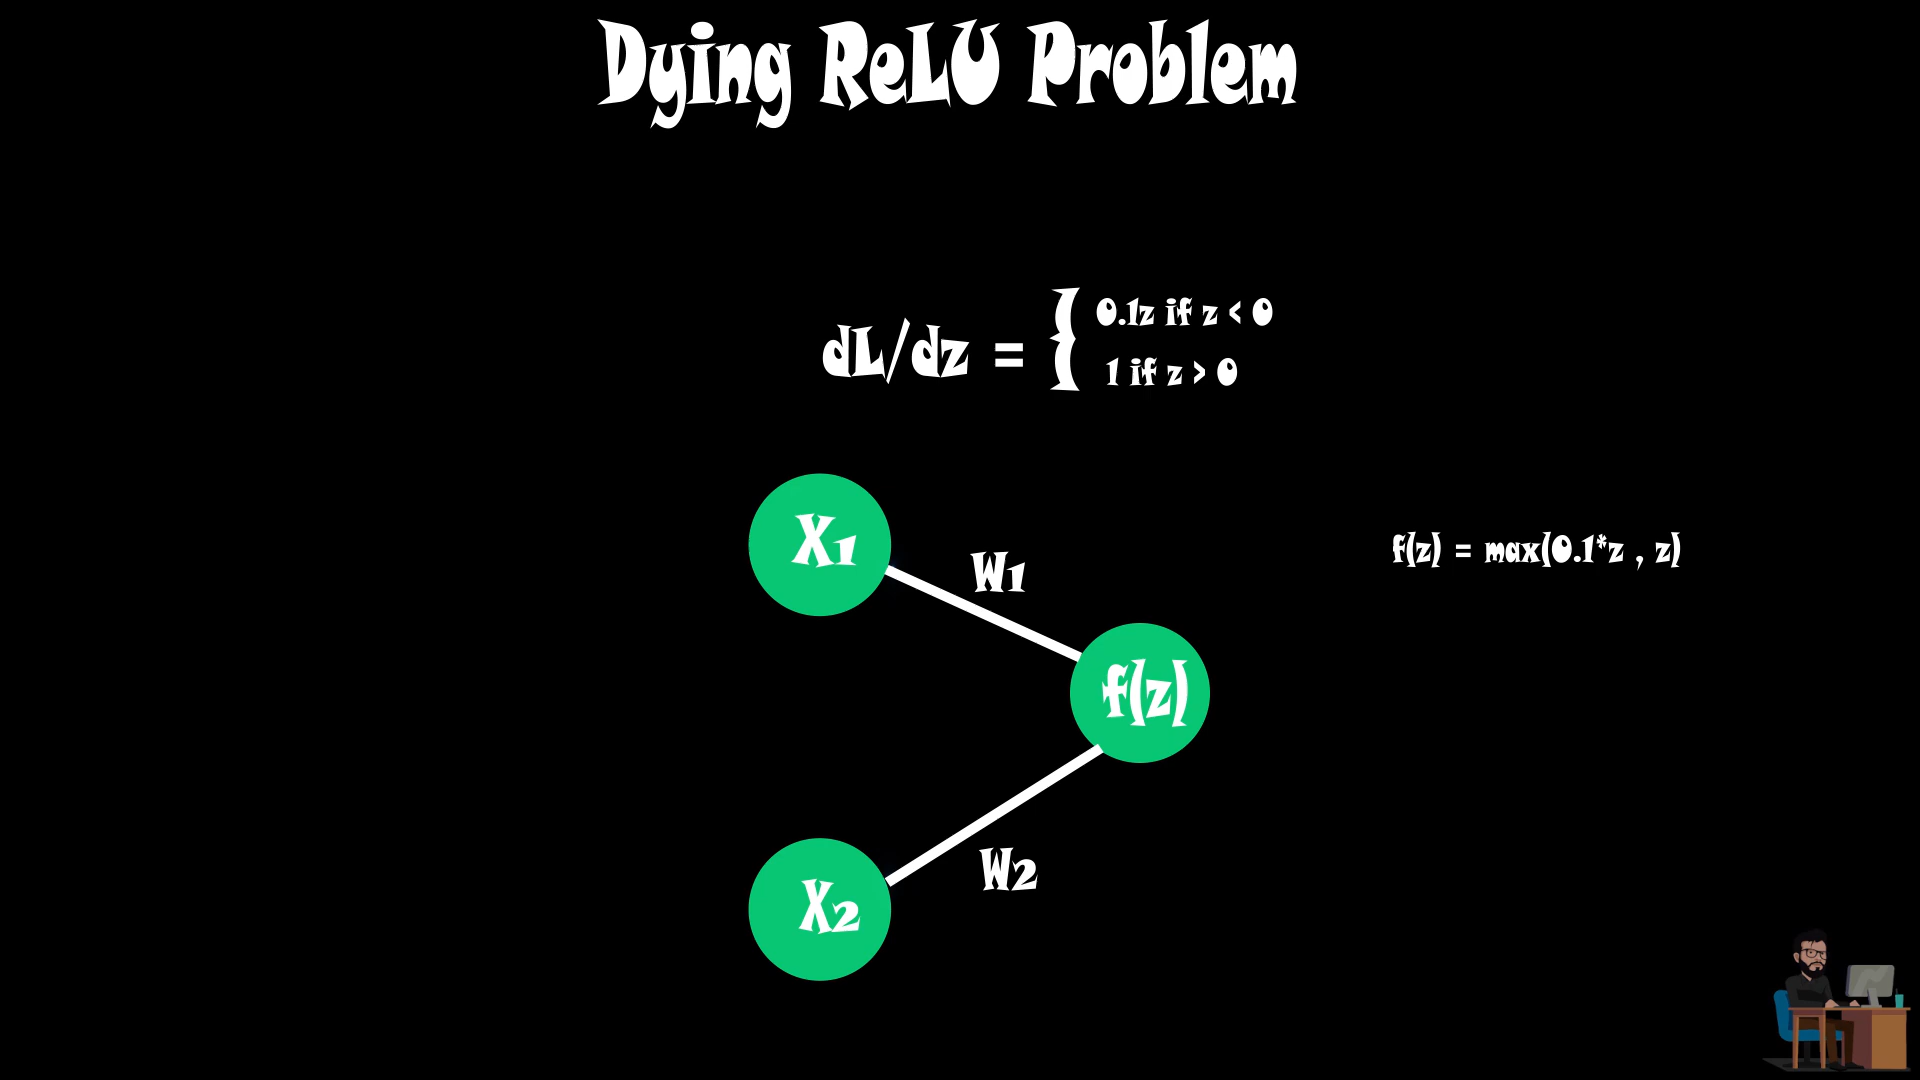 Dying ReLU Problem
dL/dz = {
0.1z if z < 0
1 if z > 0
X1
W1
f(z) = max(0.1*z , z)
f(z)
W2
X2